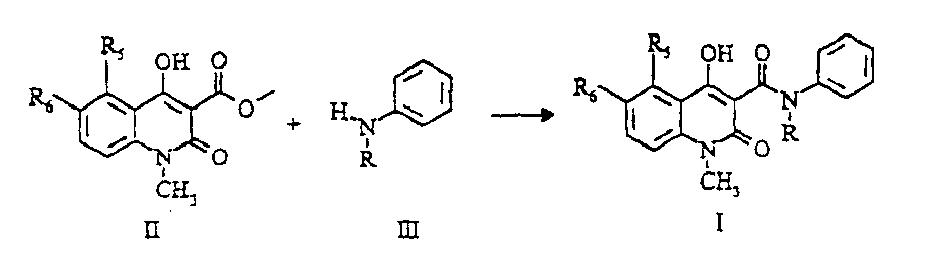 R5 OH O R5 OH O
R6 O H N R6 N
+
N O R N O R
CH3 CH3
II III I